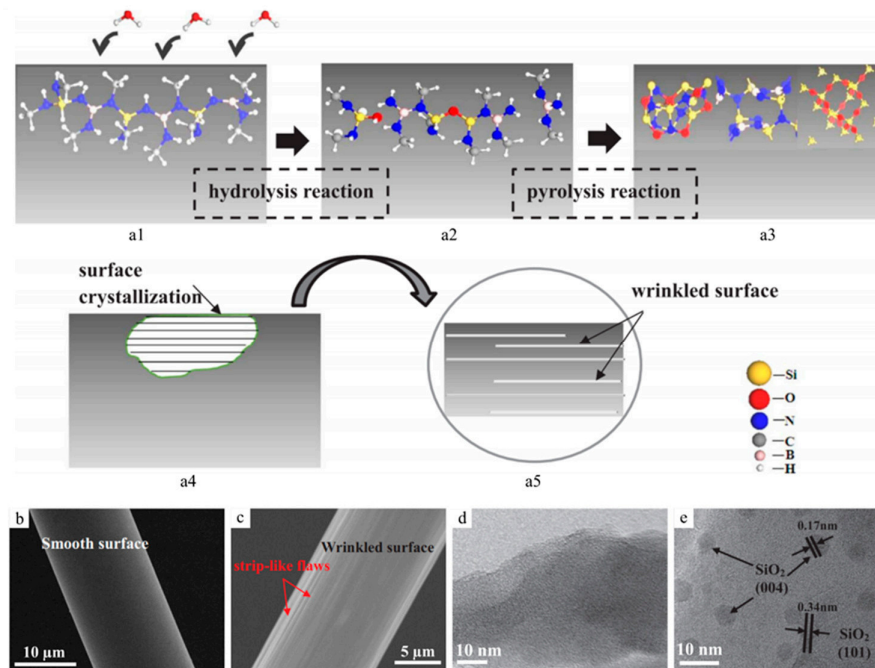 hydrolysis reaction
pyrolysis reaction
a1
a2
a3
surface
crystallization
wrinkled surface
—Si
—O
—N
—C
—B
—H
a4
a5
b
Smooth surface
10 µm
c
Wrinkled surface
strip-like flaws
5 µm
d
10 nm
e
0.17nm
SiO₂
(004)
0.34nm
SiO₂
(101)
10 nm